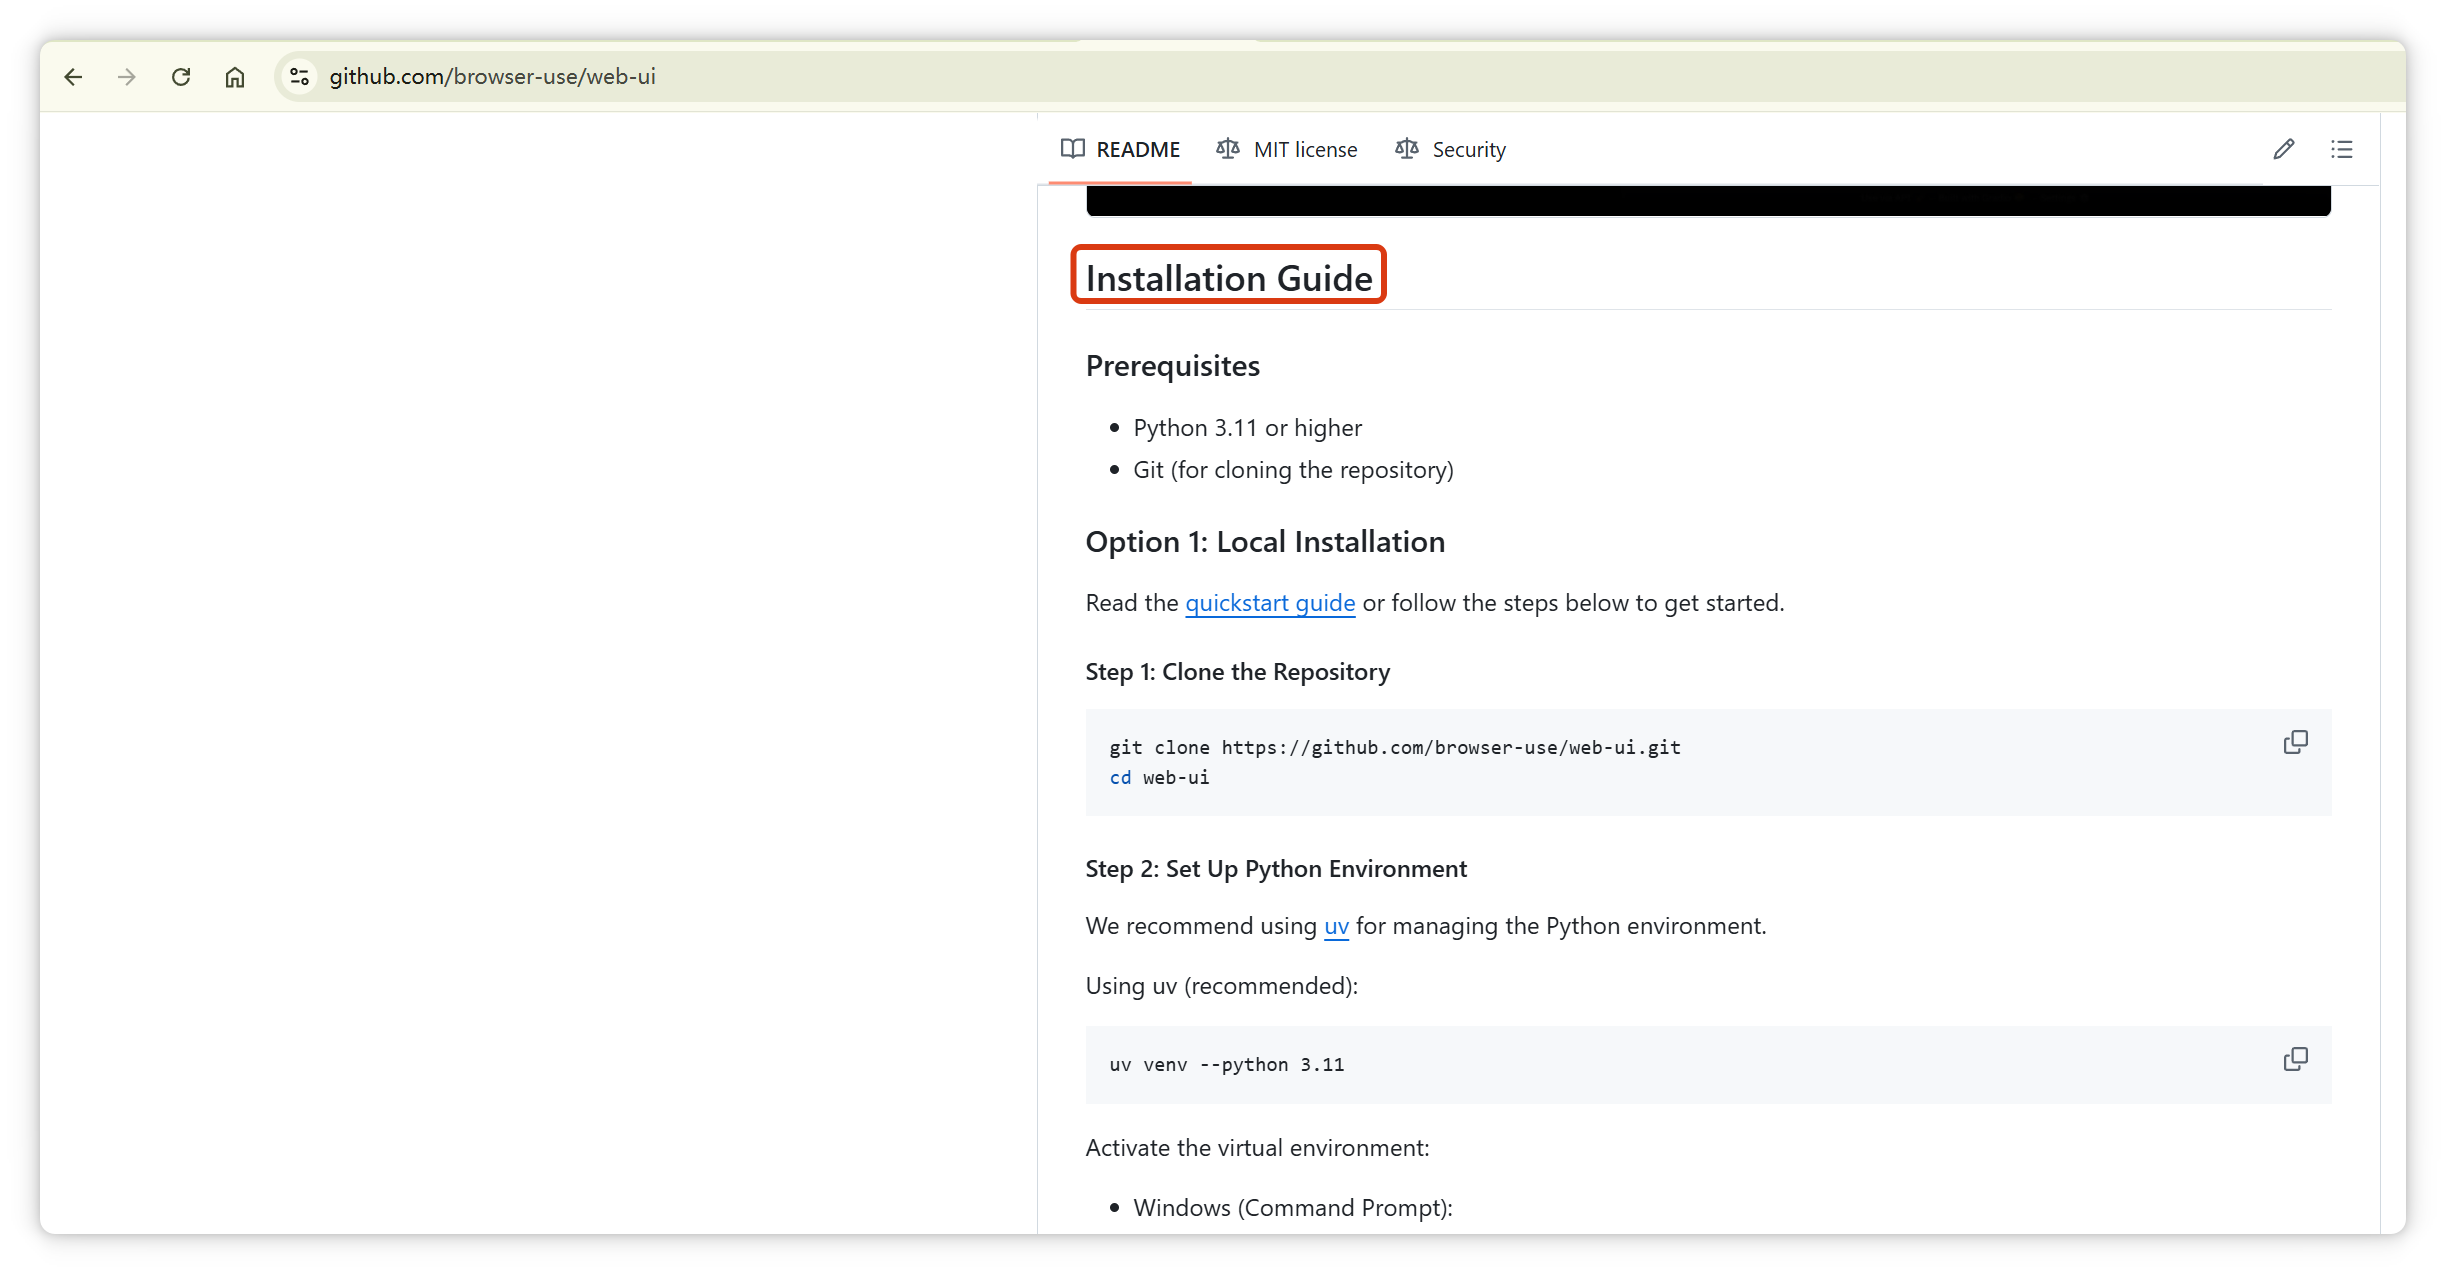 github.com/browser-use/web-ui
README MIT license Security
Installation Guide
Prerequisites
• Python 3.11 or higher
• Git (for cloning the repository)
Option 1: Local Installation
Read the quickstart guide or follow the steps below to get started.
Step 1: Clone the Repository
git clone https://github.com/browser-use/web-ui.git
cd web-ui
Step 2: Set Up Python Environment
We recommend using uv for managing the Python environment.
Using uv (recommended):
uv venv --python 3.11
Activate the virtual environment:
• Windows (Command Prompt):